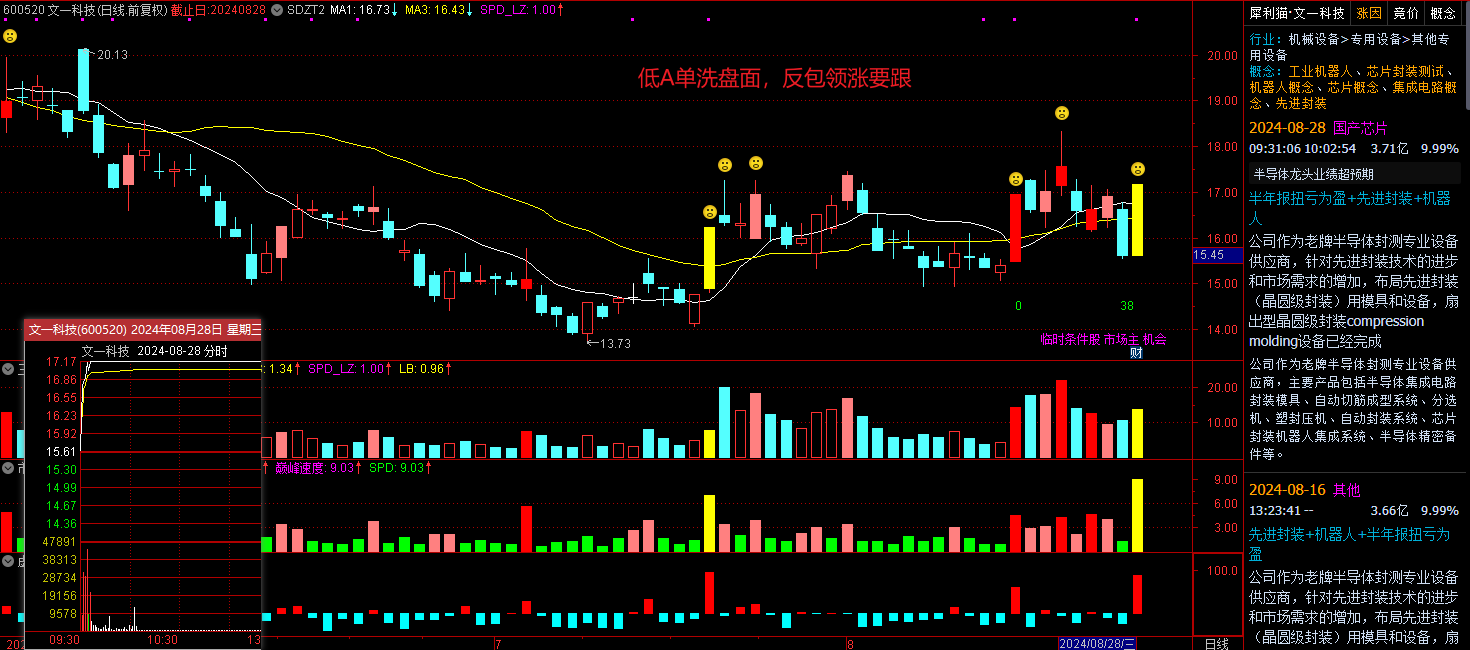 600520 文一科技(日线.前复权) 截止日:20240828 SDZT2 MA1: 16.73↓ MA3: 16.43↓ SPD_LZ: 1.00↑
20.13
低A单洗盘面，反包领涨要跟
20.00
19.00
18.00
17.00
16.00
15.45
15.00
14.00
0
38
13.73
临时条件股 市场主 机会
财
文一科技(600520) 2024年08月28日 星期三
文一科技 2024-08-28 分时
17.17
16.86
16.55
16.23
15.92
15.61
15.30
14.99
14.67
14.36
47891
38313
28734
19156
9578
09:30 10:30 13
: 1.34↑ SPD_LZ: 1.00↑ LB: 0.96↑
20.00
10.00
↑ 巅峰速度: 9.03↑ SPD: 9.03↑
9.00
6.00
3.00
100.0
202
7
8
2024/08/28/三
日线
犀利猫·文一科技 涨因 竞价 概念
行业: 机械设备>专用设备>其他专
用设备
概念: 工业机器人、芯片封装测试、
机器人概念、芯片概念、集成电路概
念、先进封装
2024-08-28 国产芯片
09:31:06 10:02:54 3.71亿 9.99%
半导体龙头业绩超预期
半年报扭亏为盈+先进封装+机器
人
公司作为老牌半导体封测专业设备
供应商，针对先进封装技术的进步
和市场需求的增加，布局先进封装
（晶圆级封装）用模具和设备，扇
出型晶圆级封装compression
molding设备已经完成
公司作为老牌半导体封测专业设备供
应商，主要产品包括半导体集成电路
封装模具、自动切筋成型系统、分选
机、塑封压机、自动封装系统、芯片
封装机器人集成系统、半导体精密备
件等。
2024-08-16 其他
13:23:41 -- 3.66亿 9.99%
先进封装+机器人+半年报扭亏为
盈
公司作为老牌半导体封测专业设备
供应商，针对先进封装技术的进步
和市场需求的增加，布局先进封装
（晶圆级封装）用模具和设备，扇